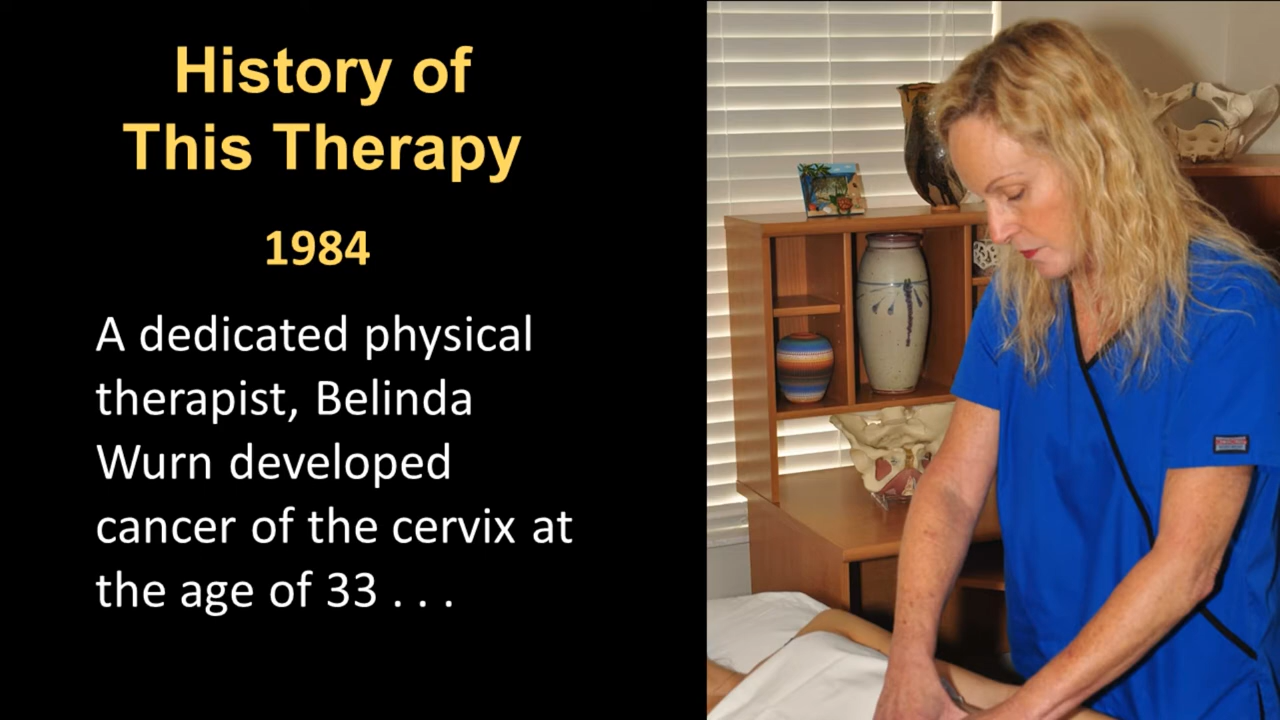 History of
This Therapy
1984
A dedicated physical
therapist, Belinda
Wurn developed
cancer of the cervix at
the age of 33 . . .